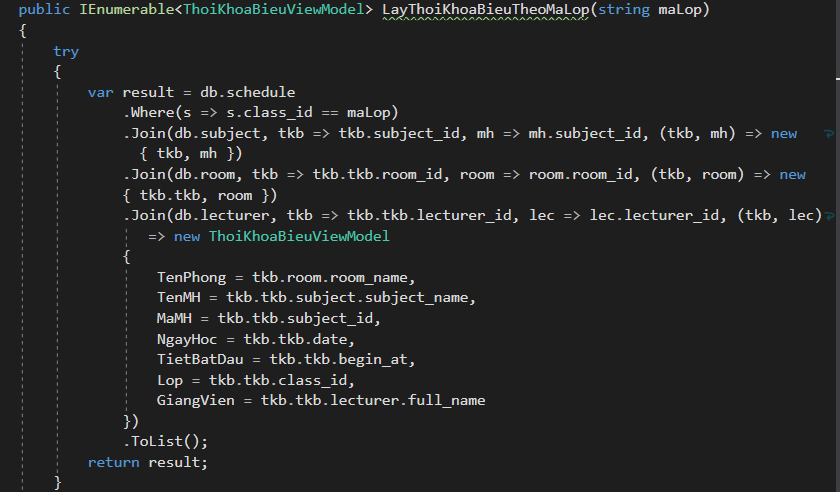 public IEnumerable<ThoiKhoaBieuViewModel> LayThoiKhoaBieuTheoMaLop(string maLop)
{
try
{
var result = db.schedule
.Where(s => s.class_id == maLop)
.Join(db.subject, tkb => tkb.subject_id, mh => mh.subject_id, (tkb, mh) => new
{ tkb, mh })
.Join(db.room, tkb => tkb.tkb.room_id, room => room.room_id, (tkb, room) => new
{ tkb.tkb, room })
.Join(db.lecturer, tkb => tkb.tkb.lecturer_id, lec => lec.lecturer_id, (tkb, lec)
=> new ThoiKhoaBieuViewModel
{
TenPhong = tkb.room.room_name,
TenMH = tkb.tkb.subject.subject_name,
MaMH = tkb.tkb.subject_id,
NgayHoc = tkb.tkb.date,
TietBatDau = tkb.tkb.begin_at,
Lop = tkb.tkb.class_id,
GiangVien = tkb.tkb.lecturer.full_name
})
.ToList();
return result;
}